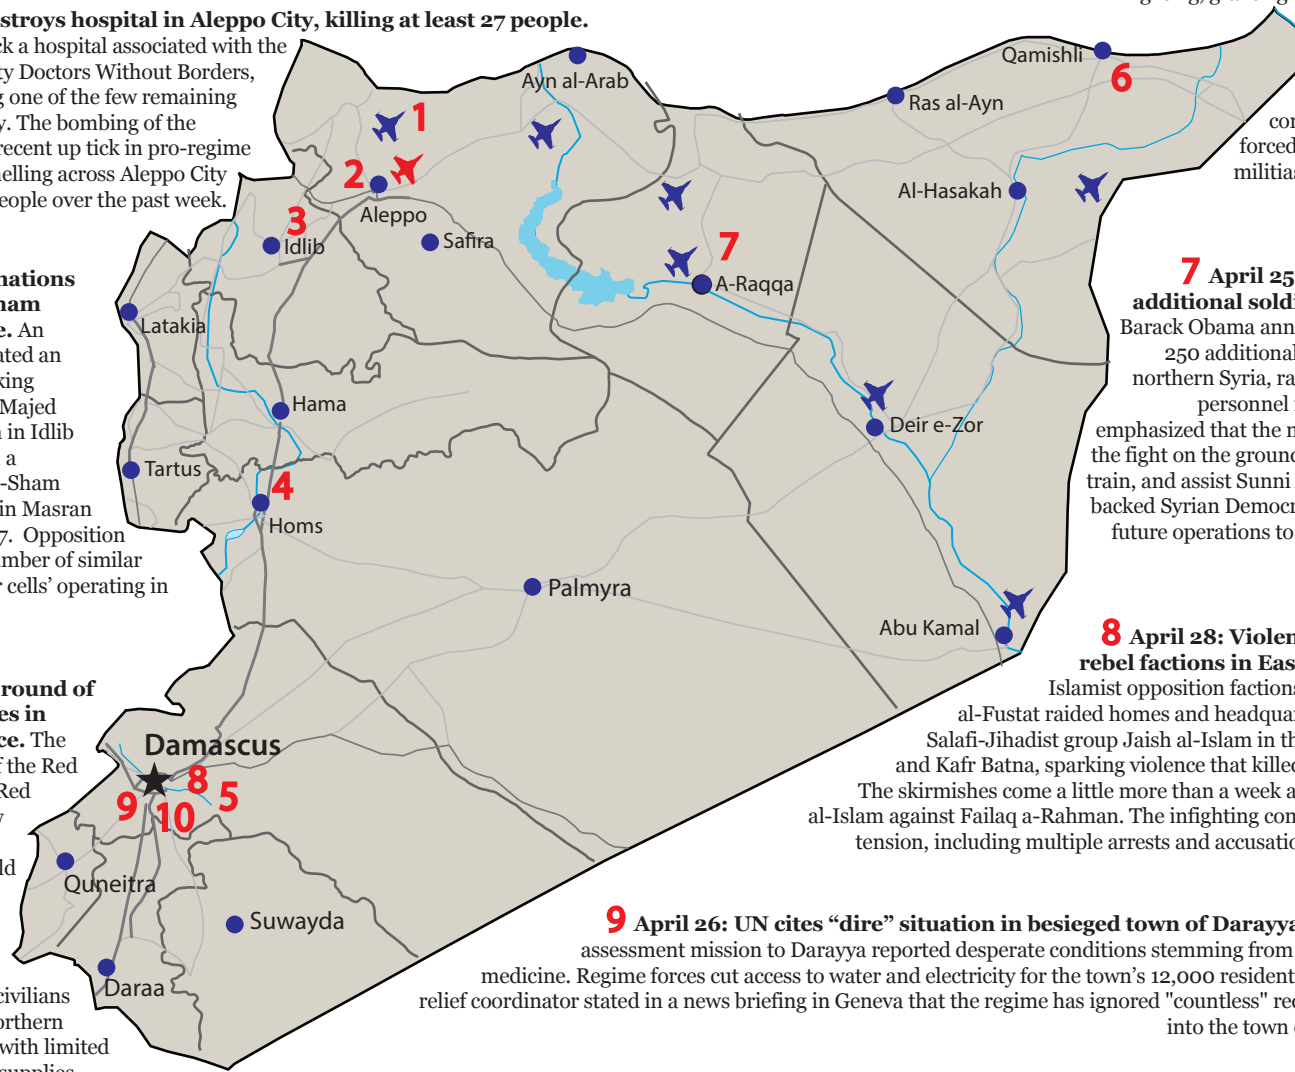 stroys hospital in Aleppo City, killing at least 27 people.
ck a hospital associated with the
ty Doctors Without Borders,
g one of the few remaining
y. The bombing of the
recent up tick in pro-regime
helling across Aleppo City
eople over the past week.
nations
ham
e. An
ated an
king
Majed
n in Idlib
a
-Sham
in Masran
7. Opposition
mber of similar
r cells’ operating in
round of
es in
ce. The
f the Red
Red
y
ld
civilians
orthern
with limited
supplies
Ayn al-Arab
Qamishli
6
Ras al-Ayn
1
2
Aleppo
3
Idlib
Safira
Al-Hasakah
7
A-Raqqa
Latakia
Hama
Deir e-Zor
Tartus
4
Homs
Palmyra
Abu Kamal
Damascus
8
5
9
10
Quneitra
Suwayda
Daraa
con
forced
militias
7 April 25
additional soldi
Barack Obama ann
250 additional
northern Syria, ra
personnel
emphasized that the n
the fight on the ground
train, and assist Sunni
backed Syrian Democr
future operations to
8 April 28: Violen
rebel factions in Eas
Islamist opposition factions
al-Fustat raided homes and headquar
Salafi-Jihadist group Jaish al-Islam in th
and Kafr Batna, sparking violence that killed
The skirmishes come a little more than a week a
al-Islam against Failaq a-Rahman. The infighting con
tension, including multiple arrests and accusatio
9 April 26: UN cites “dire” situation in besieged town of Darayya
assessment mission to Darayya reported desperate conditions stemming from
medicine. Regime forces cut access to water and electricity for the town’s 12,000 resident
relief coordinator stated in a news briefing in Geneva that the regime has ignored "countless" rec
into the town